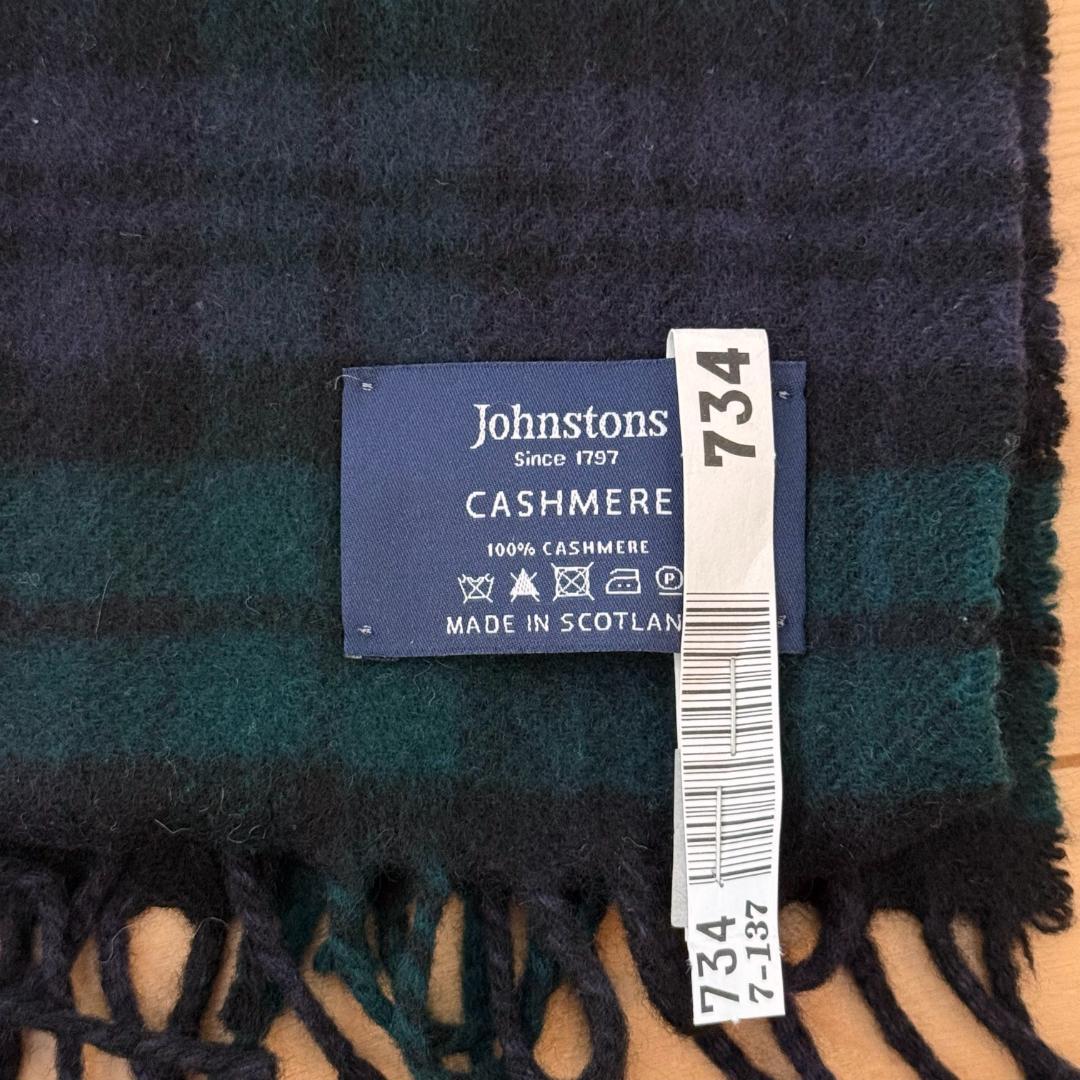 Johnstons
Since 1797
CASHMERE
100% CASHMERE
P
MADE IN SCOTLAN
734
734
7-137